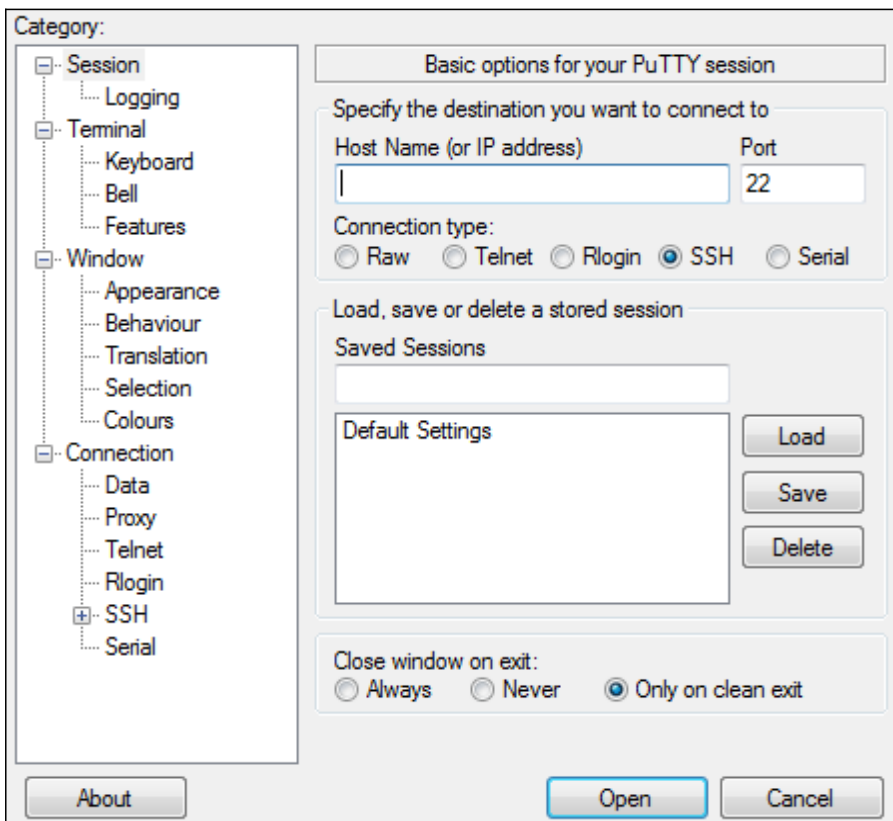 Category:
Session
Logging
Terminal
Keyboard
Bell
Features
Window
Appearance
Behaviour
Translation
Selection
Colours
Connection
Data
Proxy
Telnet
Rlogin
SSH
Serial
Basic options for your PuTTY session
Specify the destination you want to connect to
Host Name (or IP address) Port
22
Connection type:
Raw Telnet Rlogin SSH Serial
Load, save or delete a stored session
Saved Sessions
Default Settings
Load
Save
Delete
Close window on exit:
Always Never Only on clean exit
About Open Cancel